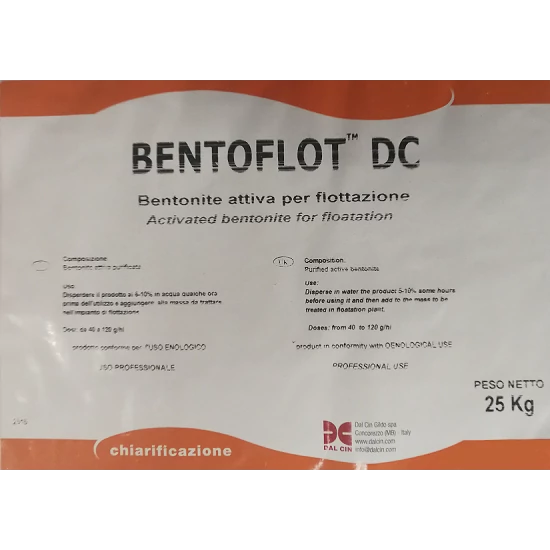 BENTOFLOT™ DC
Bentonite attiva per flottazione
Activated bentonite for floatation
Composizione:
Bentonite attiva purificata
uso
Disperdere il prodotto al 5-10% in acqua qualche ora
prima dell'utilizzo e aggiungere alla massa da trattare
nell'impianto di flottazione
Dosi: da 40 a 120 g/hl
prodotto conforme per l'USO ENOLOGICO
USO PROFESSIONALE
UK
Composition:
Purified active bentonite
Use:
Disperse in water the product 5-10% some hours
before using it and then add to the mass to be
treated in floatation plant.
Doses: from 40 to 120 g/hl
product in conformity with OENOLOGICAL USE
PROFESSIONAL USE
PESO NETTO
25 Kg
DC
DAL CIN
Dal Cin Gildo spa
Concorezzo (MB) - Italy
www.dalcin.com
info@dalcin.com
chiarificazione